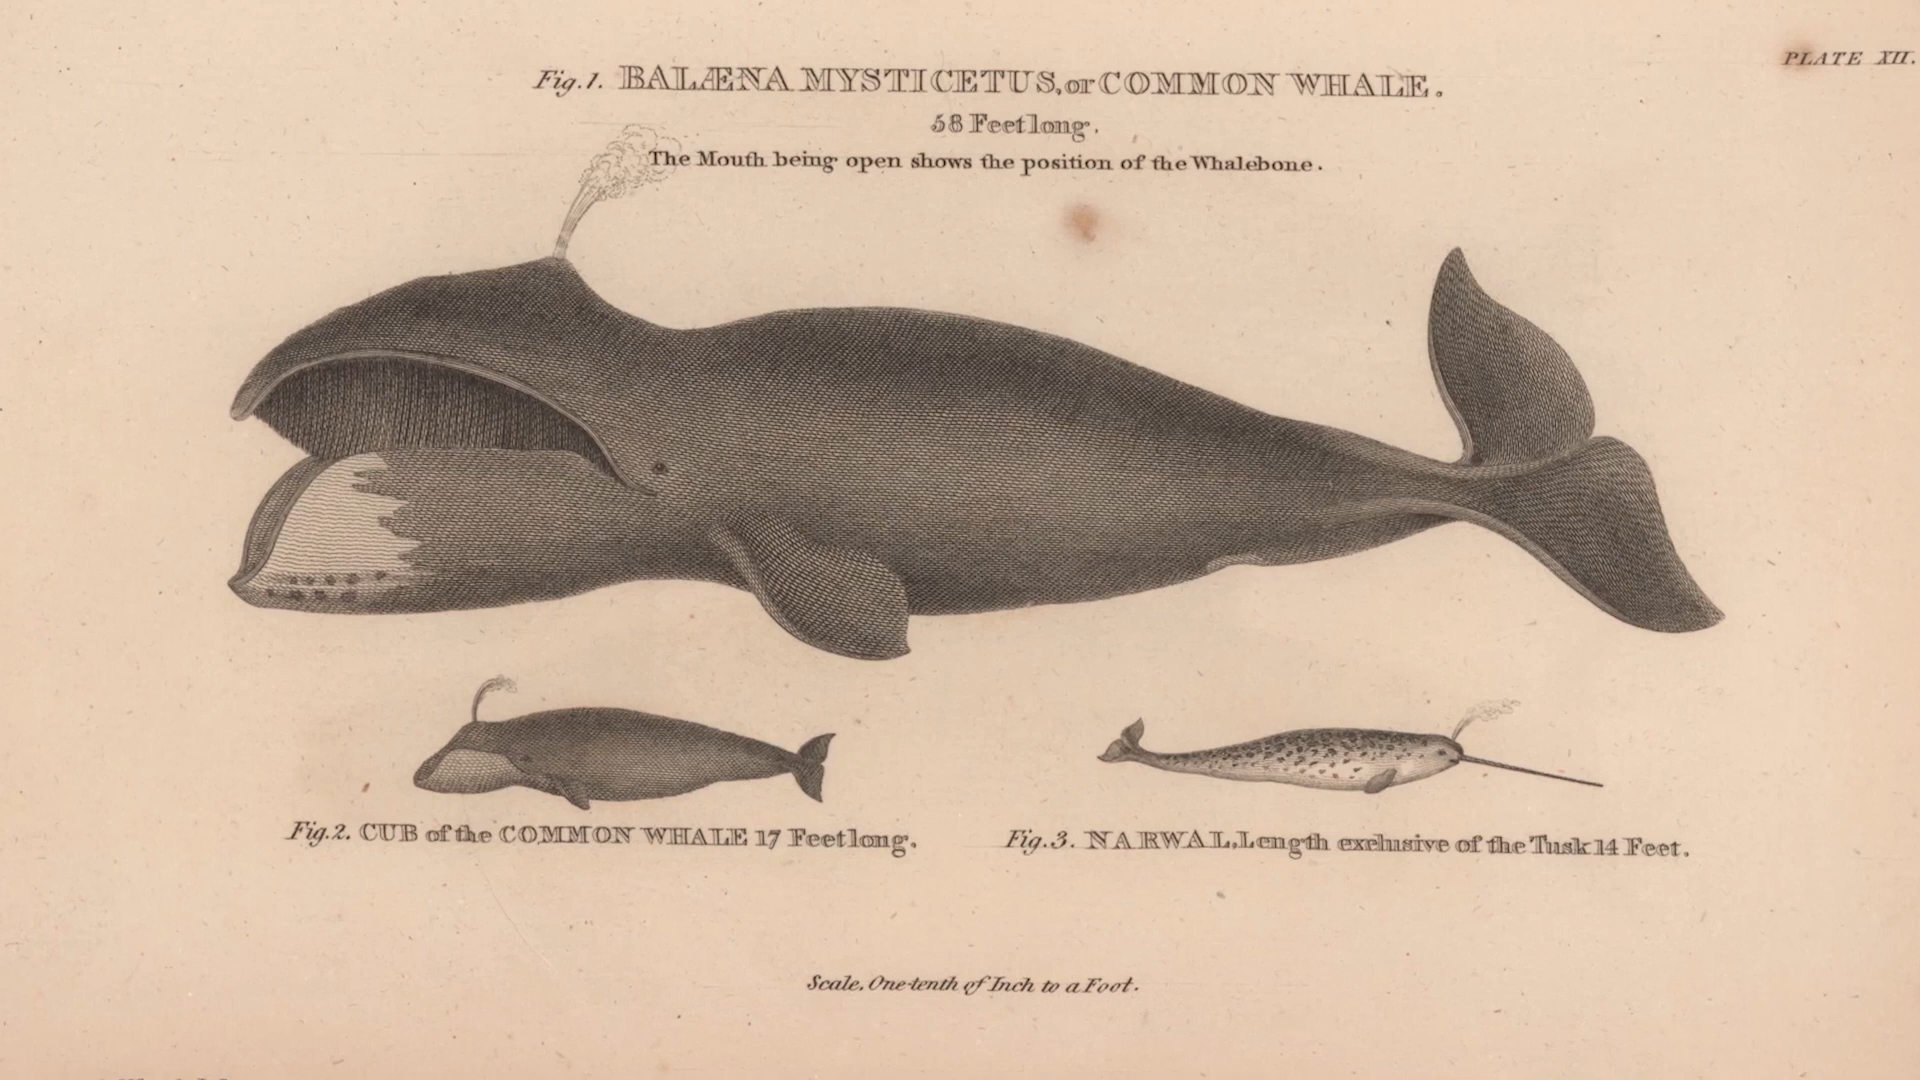 PLATE XII.
Fig.1. BALÆNA MYSTICETUS, or COMMON WHALE.
58 Feet long.
The Mouth being open shows the position of the Whalebone.
Fig.2. CUB of the COMMON WHALE 17 Feet long.
Fig.3. NARWAL, Length exclusive of the Tusk 14 Feet.
Scale, One-tenth of Inch to a Foot.